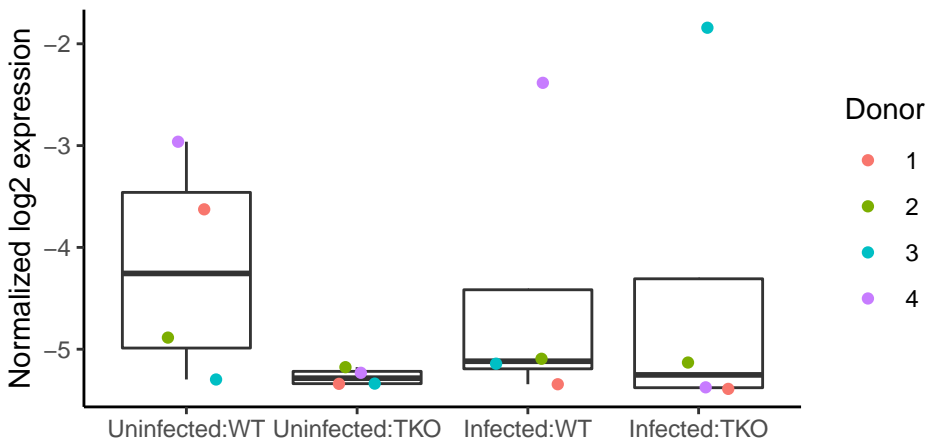 Normalized log2 expression
−2
−3
−4
−5
Uninfected:WT
Uninfected:TKO
Infected:WT
Infected:TKO
Donor
1
2
3
4